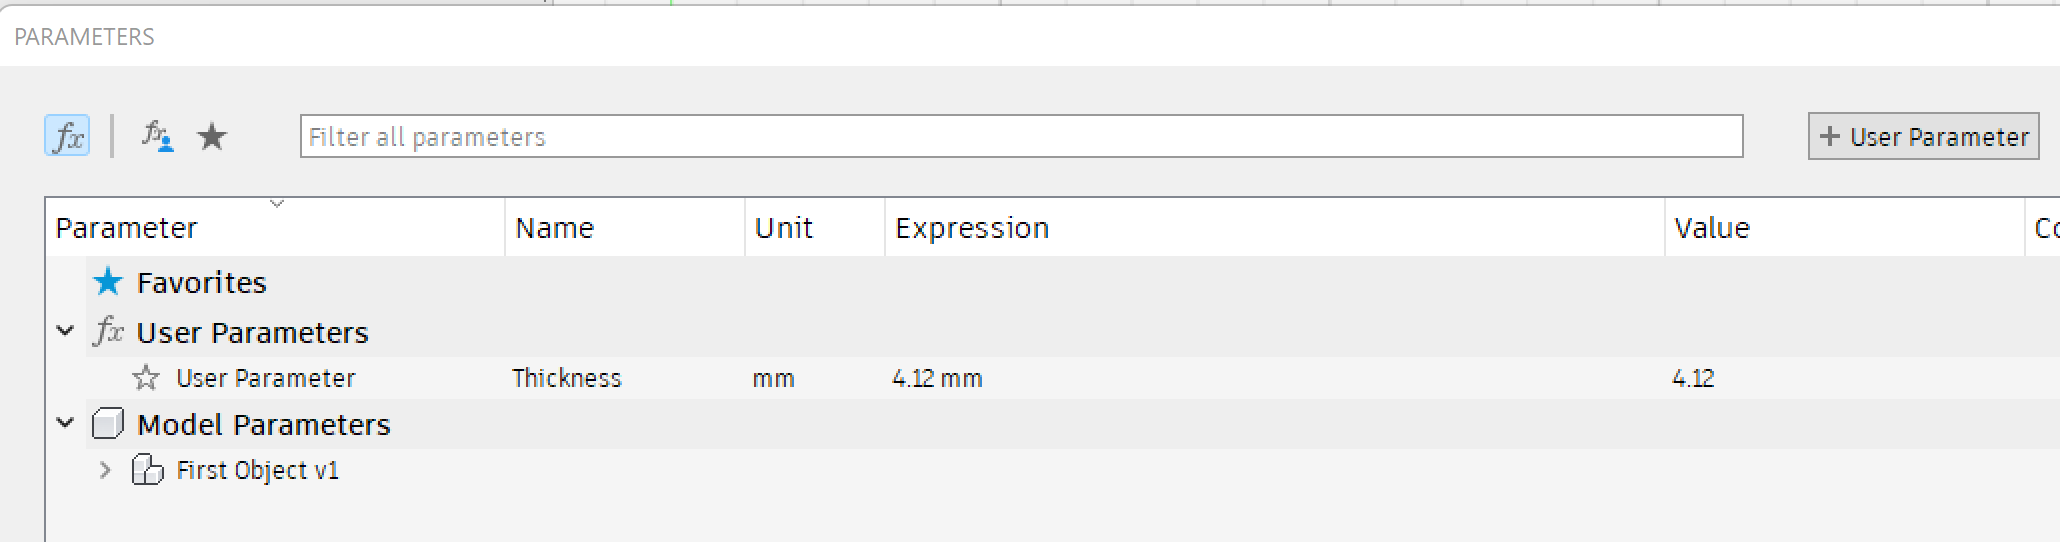 PARAMETERS
fx fx Filter all parameters + User Parameter
Parameter Name Unit Expression Value Co
Favorites
fx User Parameters
User Parameter Thickness mm 4.12 mm 4.12
Model Parameters
First Object v1